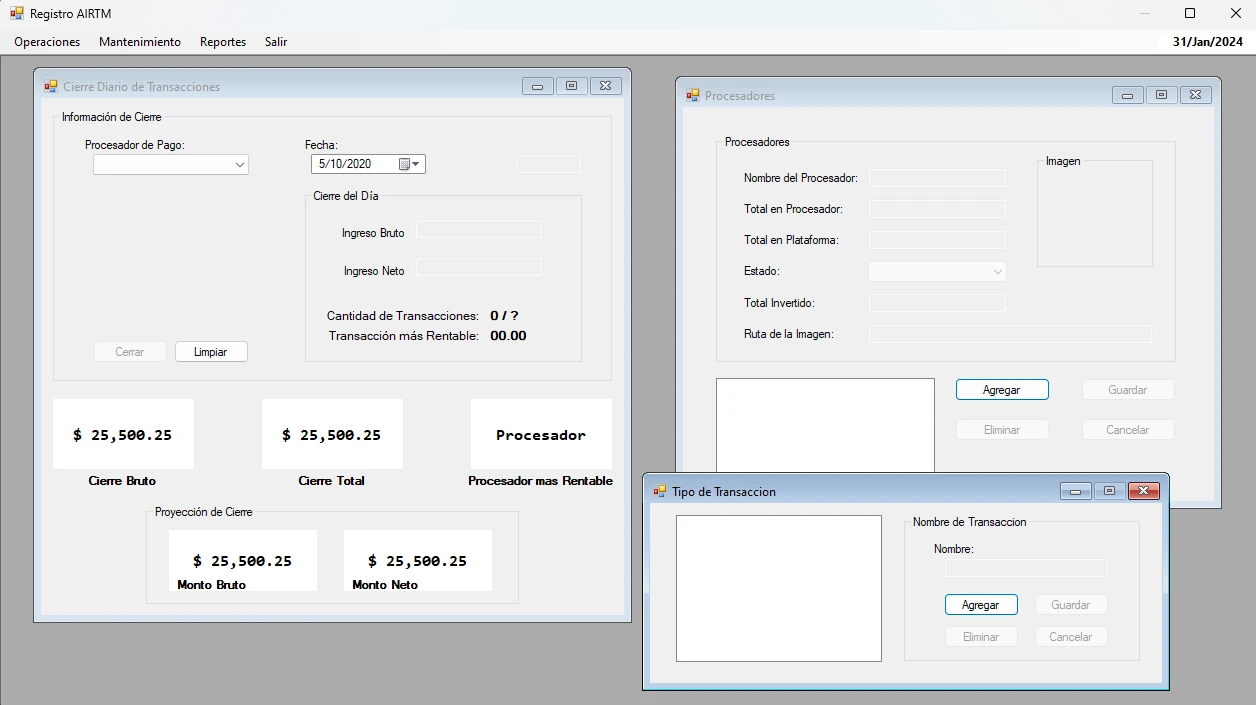 Registro AIRTM
Operaciones Mantenimiento Reportes Salir 31/Jan/2024
Cierre Diario de Transacciones
Información de Cierre
Procesador de Pago:
Fecha:
5/10/2020
Cierre del Día
Ingreso Bruto
Ingreso Neto
Cantidad de Transacciones: 0 / ?
Transacción más Rentable: 00.00
Cerrar Limpiar
$ 25,500.25
Cierre Bruto
$ 25,500.25
Cierre Total
Procesador
Procesador mas Rentable
Proyección de Cierre
$ 25,500.25
Monto Bruto
$ 25,500.25
Monto Neto
Procesadores
Procesadores
Nombre del Procesador:
Total en Procesador:
Total en Plataforma:
Estado:
Total Invertido:
Ruta de la Imagen:
Imagen
Agregar Guardar
Eliminar Cancelar
Tipo de Transaccion
Nombre de Transaccion
Nombre:
Agregar Guardar
Eliminar Cancelar